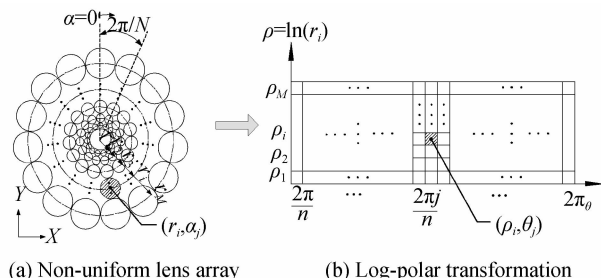 α=0
2π/N
Y
X
(r_i,α_j)
(a) Non-uniform lens array
ρ=ln(r_i)
ρ_M
ρ_i
ρ_2
ρ_1
2π/n
...
2πj/n
...
2π θ
(ρ_i,θ_j)
(b) Log-polar transformation